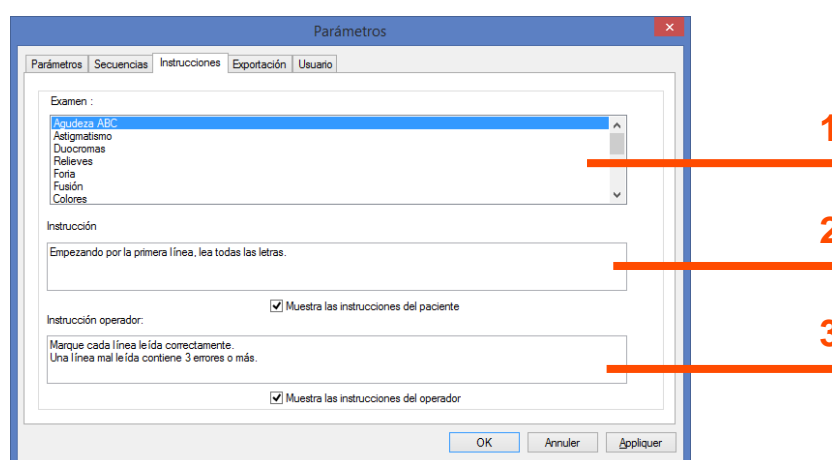 Parámetros
Parámetros Secuencias Instrucciones Exportación Usuario
Examen :
Agudeza ABC
Astigmatismo
Duocromas
Relieves
Foria
Fusión
Colores
1
Instrucción
2
Empezando por la primera línea, lea todas las letras.
Muestra las instrucciones del paciente
Instrucción operador:
3
Marque cada línea leída correctamente.
Una línea mal leída contiene 3 errores o más.
Muestra las instrucciones del operador
OK Annuler Appliquer